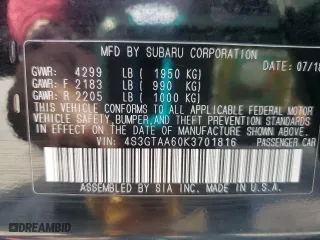 MFD BY SUBARU CORPORATION
GVWR: 4299 LB ( 1950 KG) DATE: 07/18
GAWR: F 2183 LB ( 990 KG)
GAWR: R 2205 LB ( 1000 KG)
THIS VEHICLE CONFORMS TO ALL APPLICABLE FEDERAL MOTOR
VEHICLE SAFETY, BUMPER, AND THEFT PREVENTION STANDARDS IN
EFFECT ON THE DATE OF MANUFACTURE SHOWN ABOVE.
VIN: 4S3GTAA60K3701816 PASSENGER CAR
ASSEMBLED BY SIA INC. MADE IN U.S.A.
DREAMBID